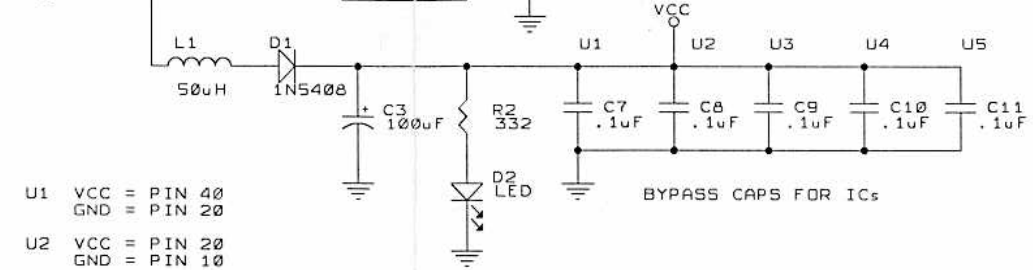 VCC
L1 D1 U1 U2 U3 U4 U5
50uH 1N5408
+ C3 R2 C7 C8 C9 C10 C11
100uF 332 .1uF .1uF .1uF .1uF .1uF
D2
LED
BYPASS CAPS FOR ICs
U1 VCC = PIN 40
GND = PIN 20
U2 VCC = PIN 20
GND = PIN 10